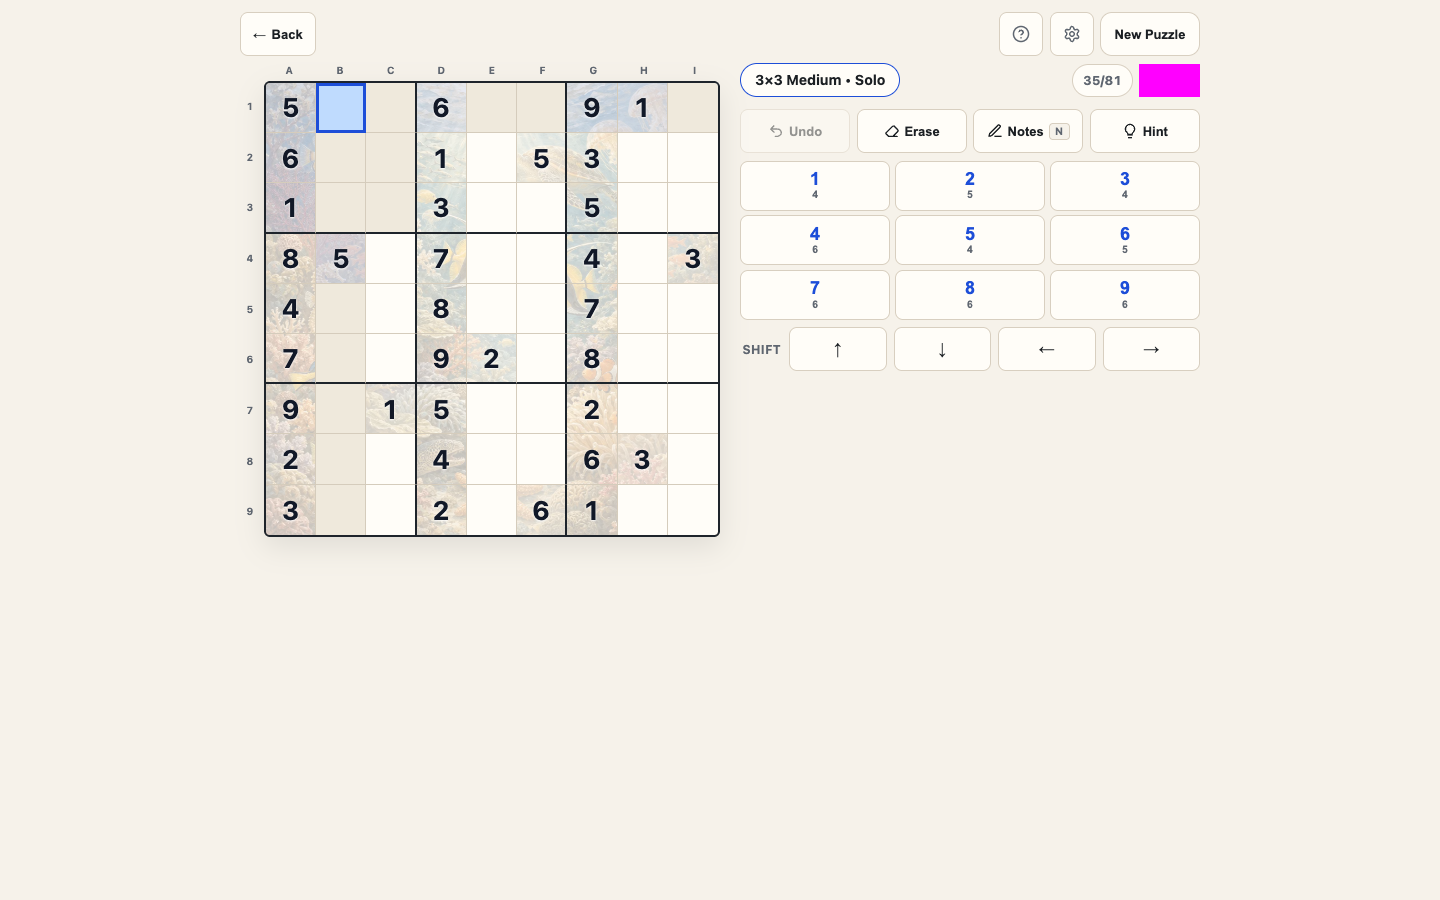 ← Back
New Puzzle
A B C D E F G H I
1 5 6 9 1
2 6 1 5 3
3 1 3 5
4 8 5 7 4 3
5 4 8 7
6 7 9 2 8
7 9 1 5 2
8 2 4 6 3
9 3 2 6 1
3×3 Medium • Solo
35/81
Undo
Erase
Notes N
Hint
1 2 3
4 5 4
4 5 6
6 4 5
7 8 9
6 6 6
SHIFT ↑ ↓ ← →